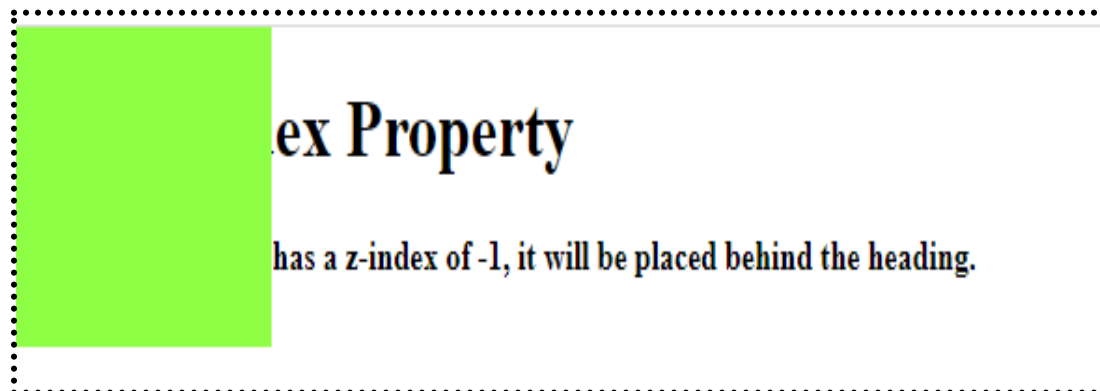 ex Property
has a z-index of -1, it will be placed behind the heading.